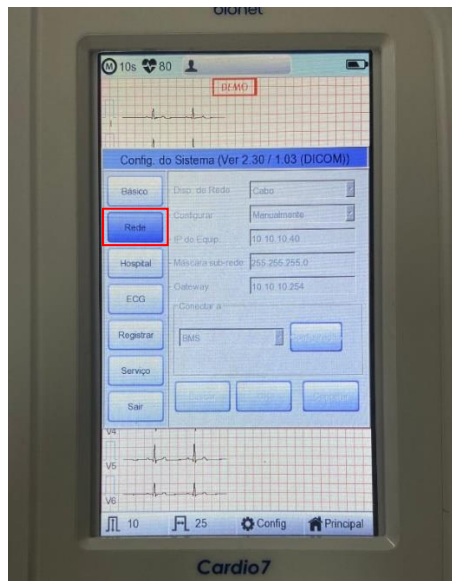 bionet
M 10s 80
DEMO
Config. do Sistema (Ver 2.30 / 1.03 (DICOM))
Básico
Disp. de Rede Cabo
Rede
Configurar Manualmente
IP do Equip. 10.10.10.40
Hospital
Máscara sub-rede 255.255.255.0
Gateway 10.10.10.254
ECG
Conectar a
Registrar
BMS
Serviço
Sair
V4
V5
V6
10 25 Config Principal
Cardio7